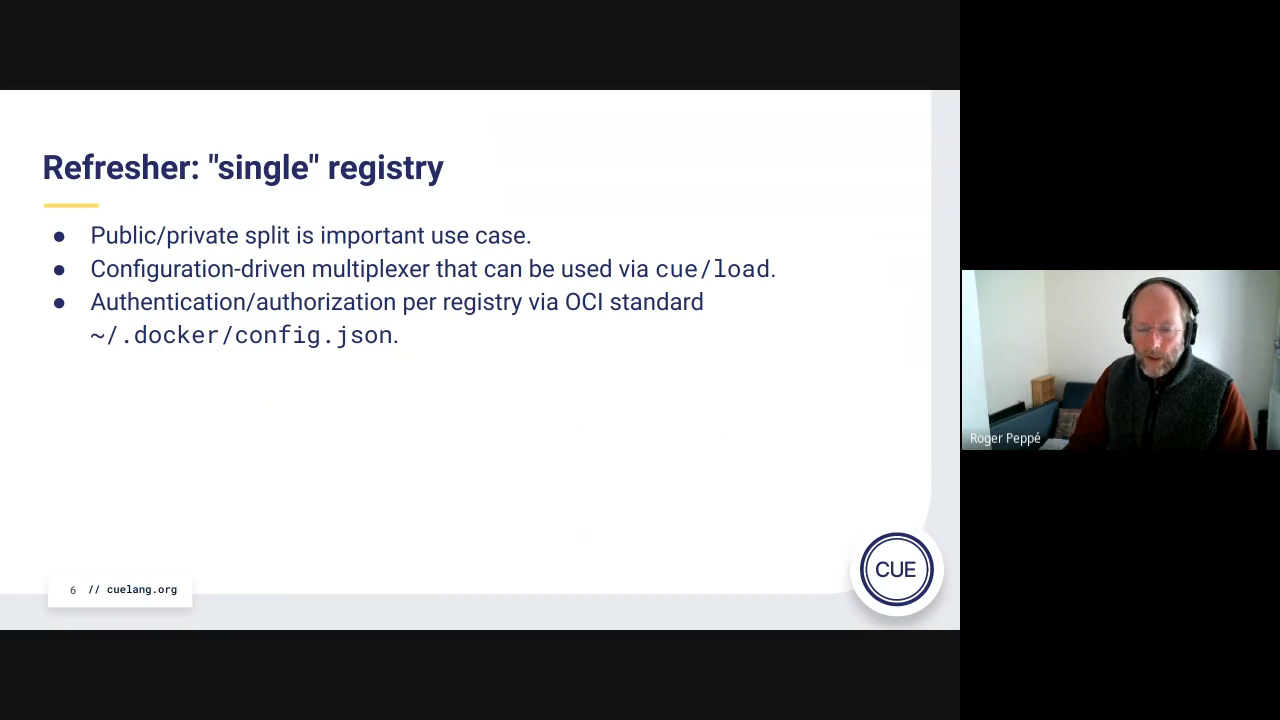 Refresher: "single" registry
● Public/private split is important use case.
● Configuration-driven multiplexer that can be used via cue/load.
● Authentication/authorization per registry via OCI standard
~/.docker/config.json.
Roger Peppé
CUE
6 // cuelang.org